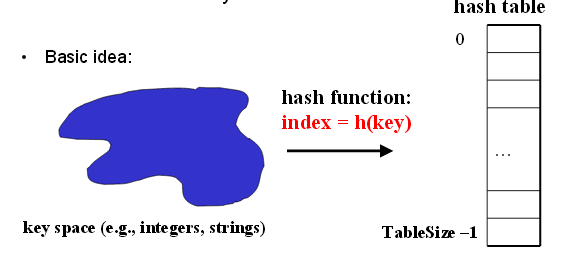 hash table
0
• Basic idea:
hash function:
index = h(key)
...
key space (e.g., integers, strings)
TableSize –1